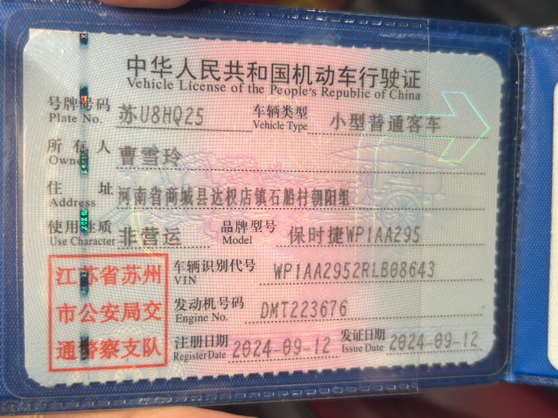 中华人民共和国机动车行驶证
Vehicle License of the People's Republic of China
号牌号码 Plate No. 苏U8HQ25 车辆类型 Vehicle Type 小型普通客车
所有人 Owner 曹雪玲
住址 Address 河南省商城县达权店镇石船村朝阳组
使用性质 Use Character 非营运 品牌型号 Model 保时捷WP1AA295
江苏省苏州
市公安局交
通警察支队
车辆识别代号 VIN WP1AA2952RLB08643
发动机号码 Engine No. DMT223676
注册日期 Register Date 2024-09-12 发证日期 Issue Date 2024-09-12